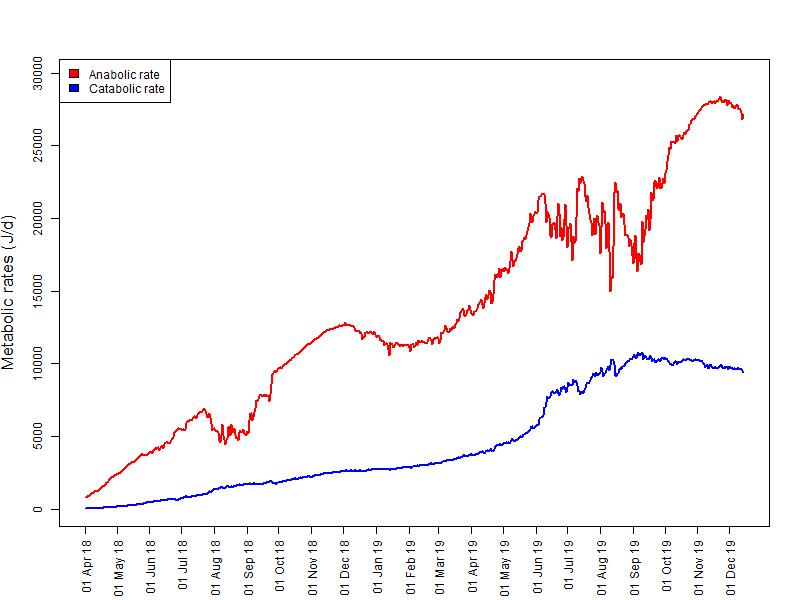 Anabolic rate
Catabolic rate
Metabolic rates (J/d)
30000
25000
20000
15000
10000
5000
0
01 Apr 18
01 May 18
01 Jun 18
01 Jul 18
01 Aug 18
01 Sep 18
01 Oct 18
01 Nov 18
01 Dec 18
01 Jan 19
01 Feb 19
01 Mar 19
01 Apr 19
01 May 19
01 Jun 19
01 Jul 19
01 Aug 19
01 Sep 19
01 Oct 19
01 Nov 19
01 Dec 19